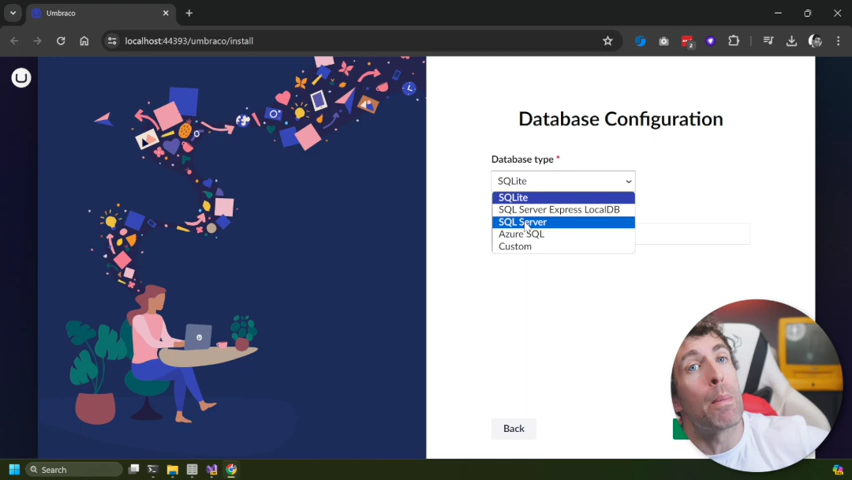 Umbraco
localhost:44393/umbraco/install
2
Database Configuration
Database type *
SQLite
SQLite
SQL Server Express LocalDB
SQL Server
Azure SQL
Custom
Back
Search